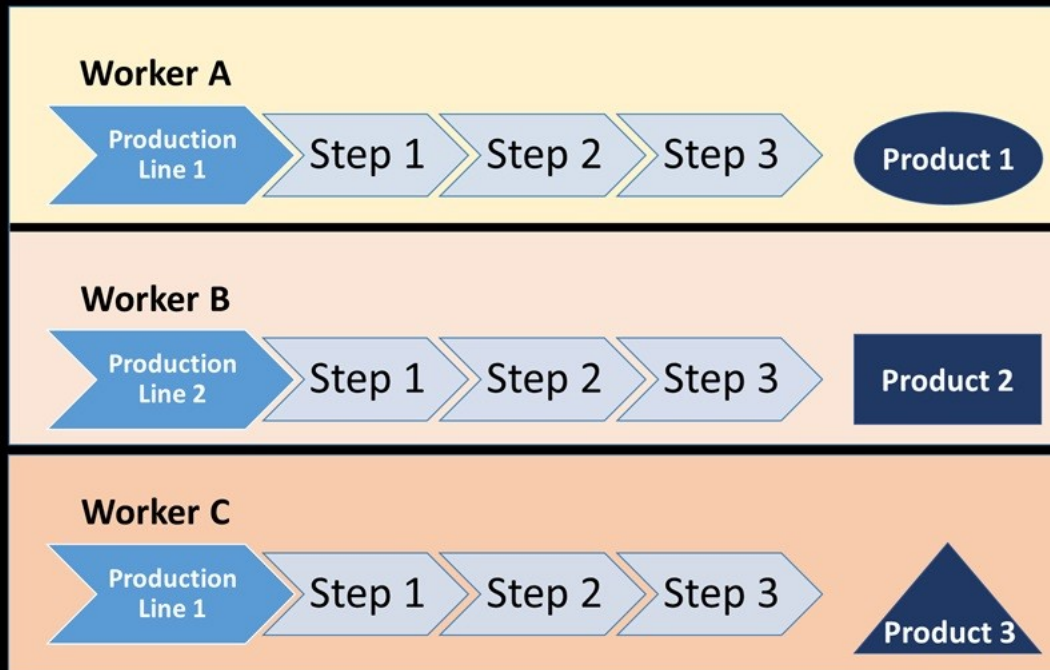 Worker A
Production
Line 1
Step 1
Step 2
Step 3
Product 1
Worker B
Production
Line 2
Step 1
Step 2
Step 3
Product 2
Worker C
Production
Line 1
Step 1
Step 2
Step 3
Product 3